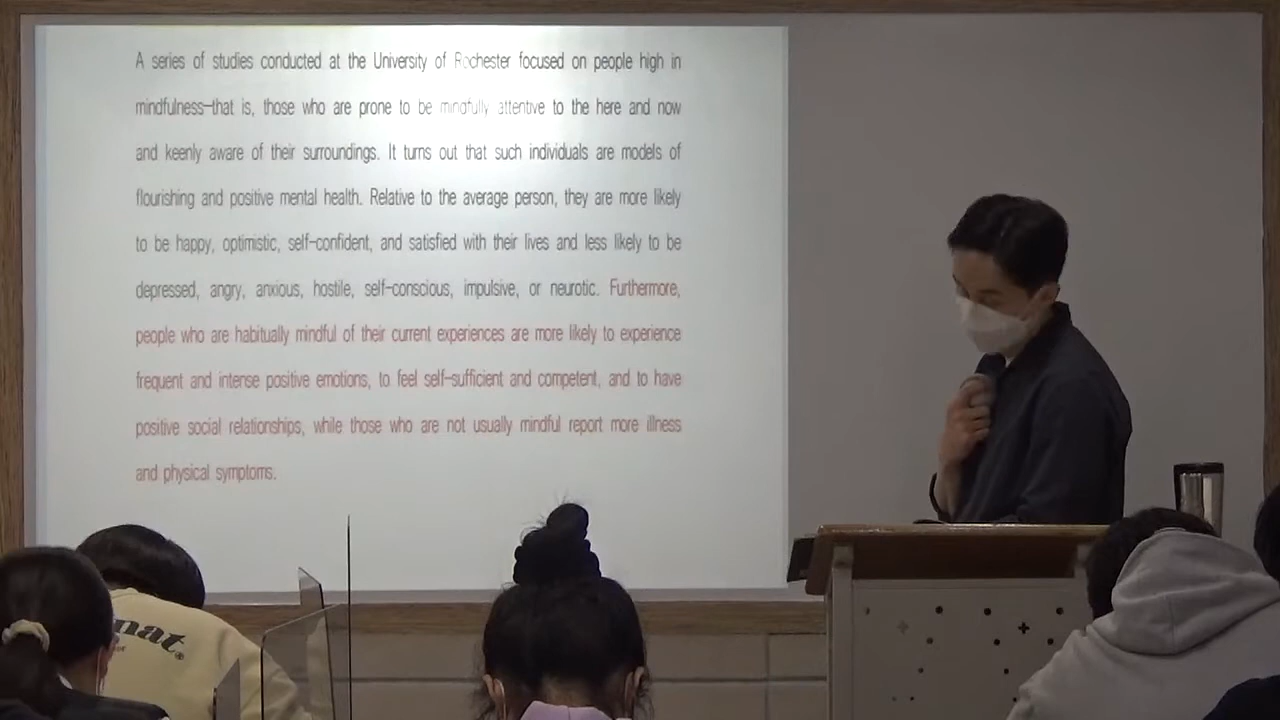 A series of studies conducted at the University of Rochester focused on people high in
mindfulness—that is, those who are prone to be mindfully attentive to the here and now
and keenly aware of their surroundings. It turns out that such individuals are models of
flourishing and positive mental health. Relative to the average person, they are more likely
to be happy, optimistic, self-confident, and satisfied with their lives and less likely to be
depressed, angry, anxious, hostile, self-conscious, impulsive, or neurotic. Furthermore,
people who are habitually mindful of their current experiences are more likely to experience
frequent and intense positive emotions, to feel self-sufficient and competent, and to have
positive social relationships, while those who are not usually mindful report more illness
and physical symptoms.